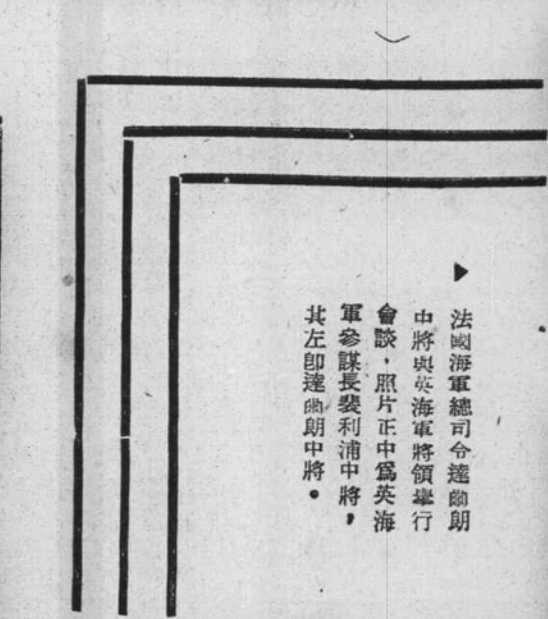 ▶
法國海軍總司令達爾朗
中將與英海軍將領舉行
會談,照片正中爲英海
軍參謀長裴利浦中將,
其左卽達爾朗中將。